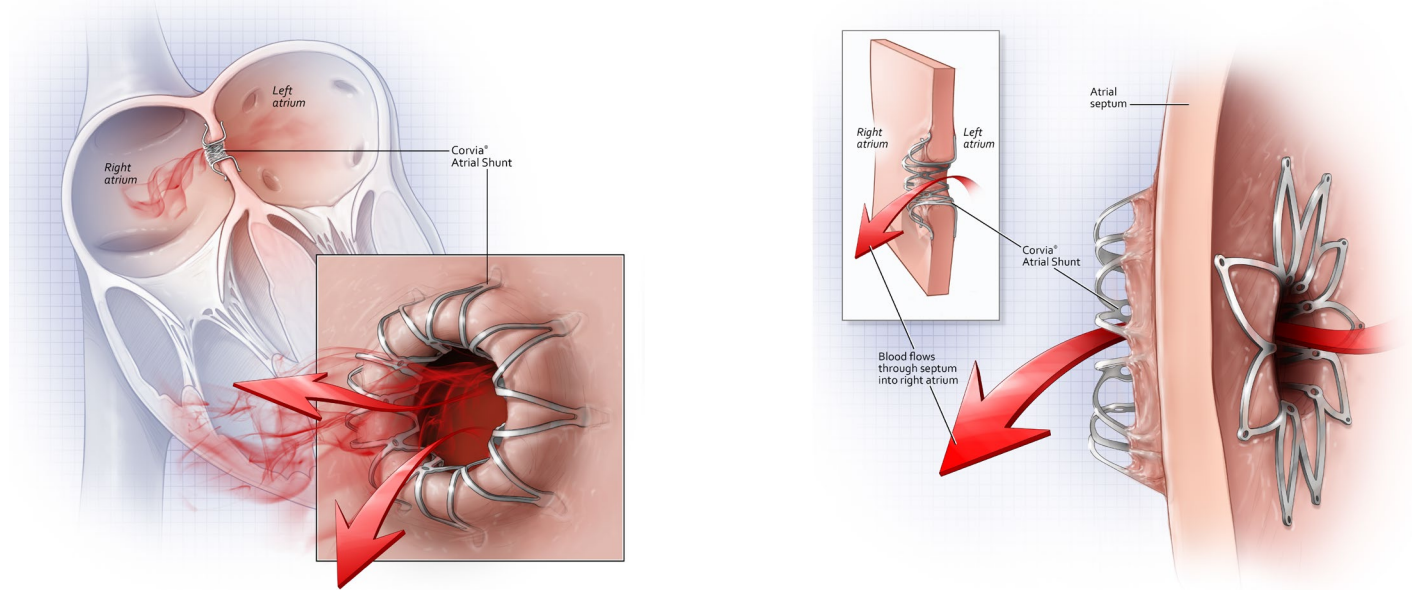 Left
atrium
Right
atrium
Corvia®
Atrial Shunt
Right
atrium
Left
atrium
Atrial
septum
Corvia®
Atrial Shunt
Blood flows
through septum
into right atrium